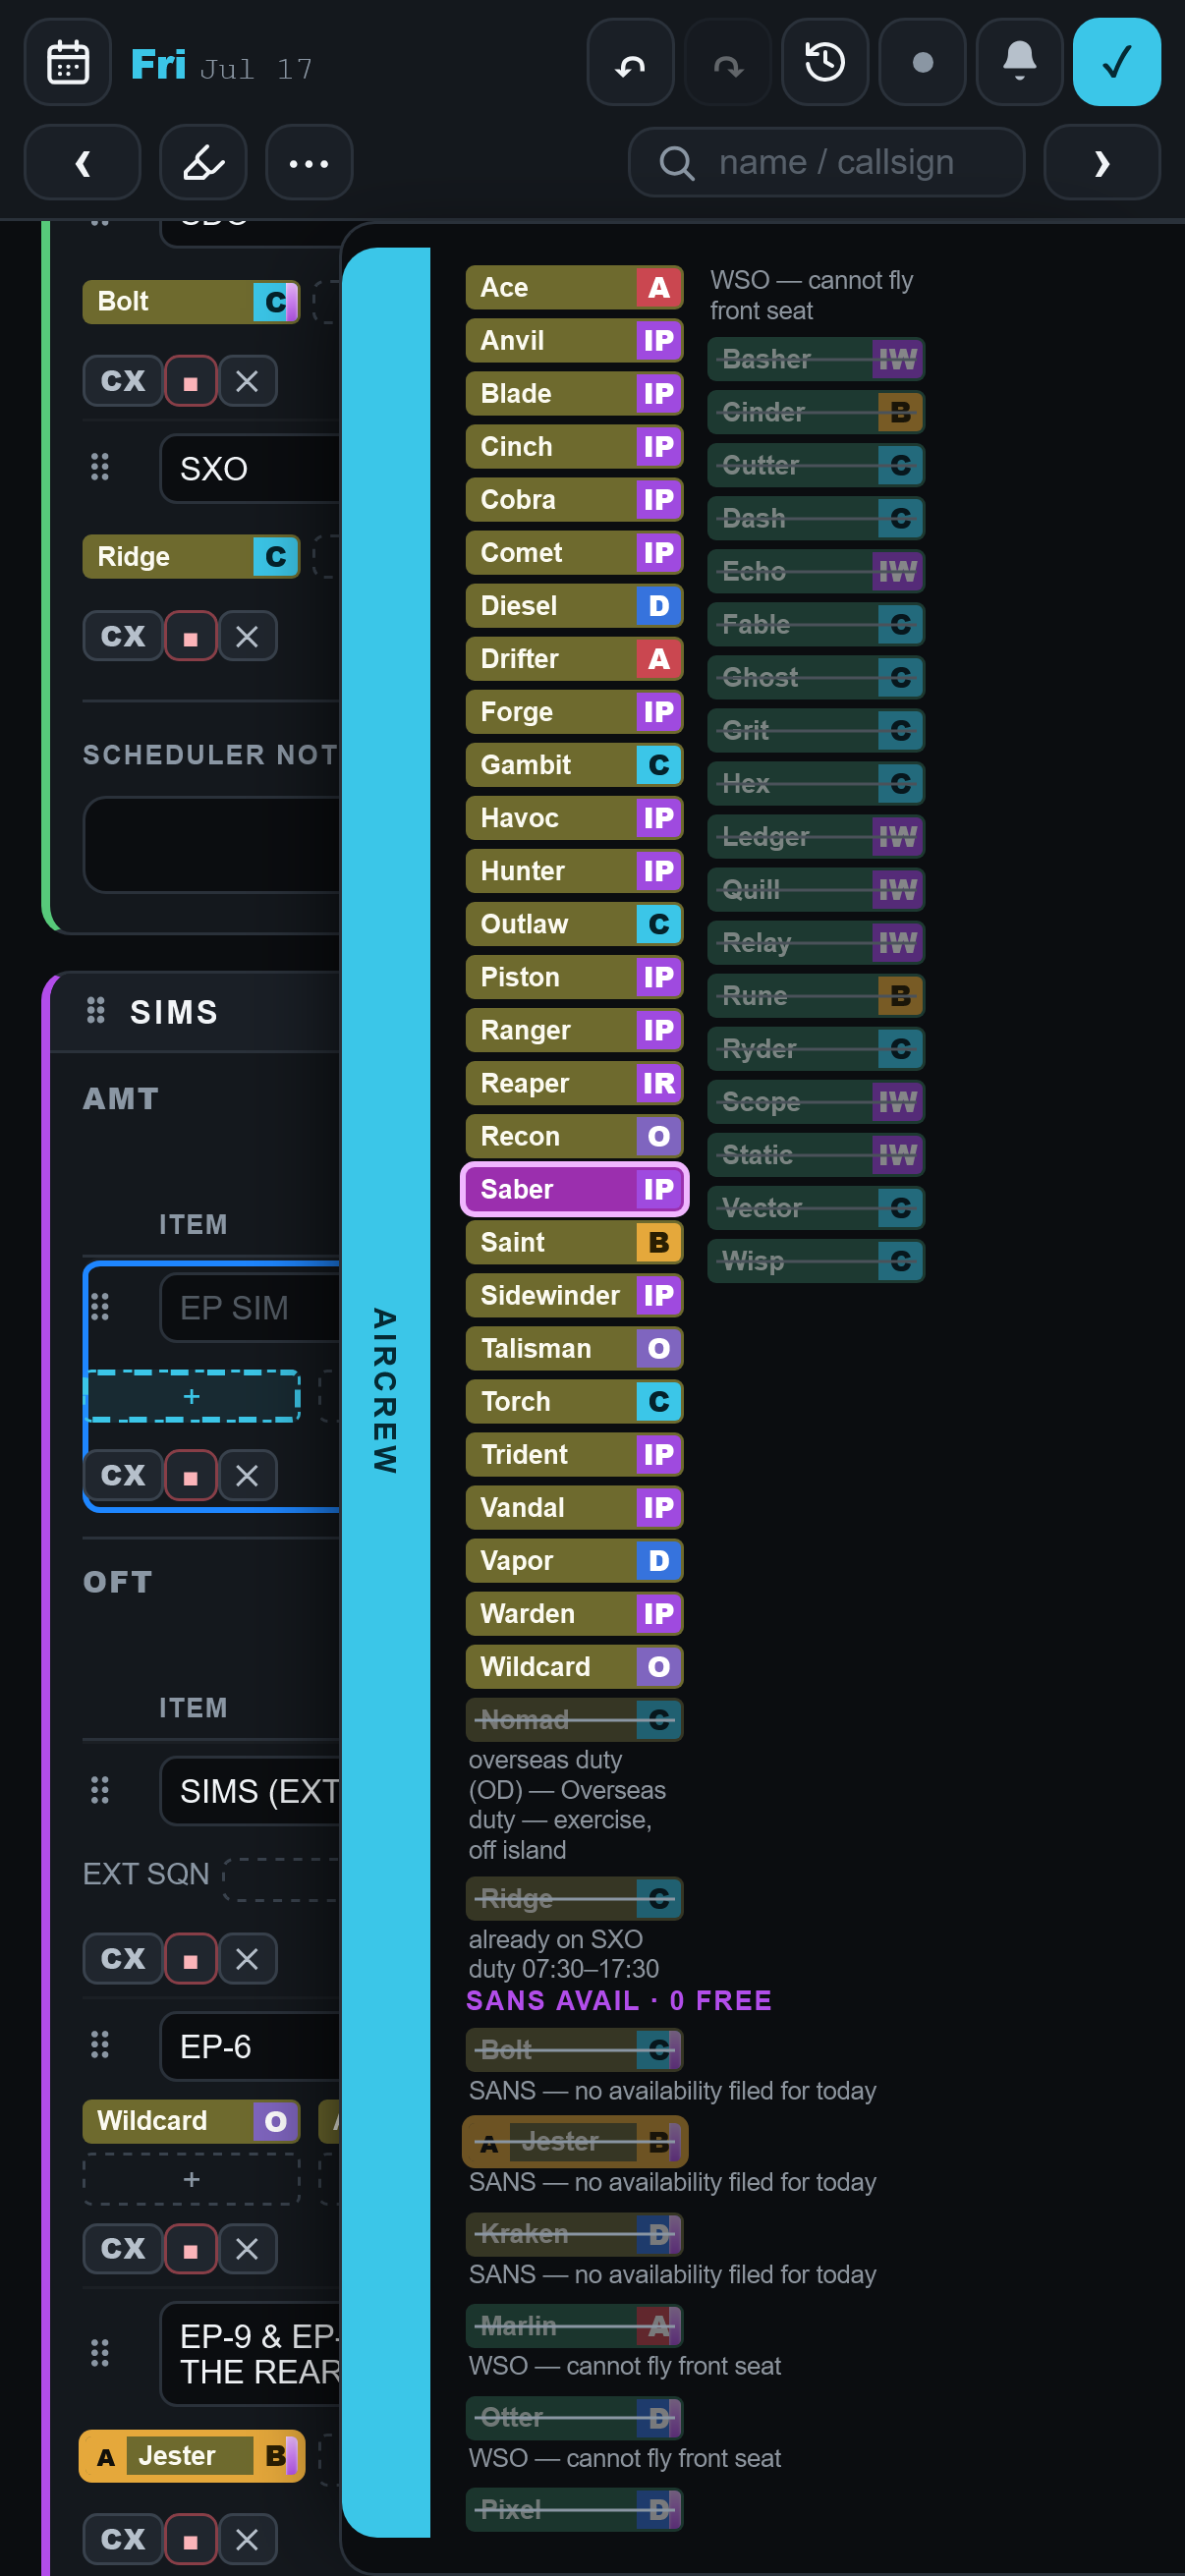 Fri Jul 17
name / callsign
Bolt C
CX
SXO
Ridge C
CX
SCHEDULER NOT
SIMS
AMT
ITEM
EP SIM
+
CX
OFT
ITEM
SIMS (EXT
EXT SQN
CX
EP-6
Wildcard O
+
CX
EP-9 & EP-
THE REAR
A Jester B
CX
AIRCREW
Ace A
Anvil IP
Blade IP
Cinch IP
Cobra IP
Comet IP
Diesel D
Drifter A
Forge IP
Gambit C
Havoc IP
Hunter IP
Outlaw C
Piston IP
Ranger IP
Reaper IR
Recon O
Saber IP
Saint B
Sidewinder IP
Talisman O
Torch C
Trident IP
Vandal IP
Vapor D
Warden IP
Wildcard O
Nomad C
overseas duty
(OD) — Overseas
duty — exercise,
off island
Ridge C
already on SXO
duty 07:30–17:30
WSO — cannot fly
front seat
Basher IW
Cinder B
Cutter C
Dash C
Echo IW
Fable C
Ghost C
Grit C
Hex C
Ledger IW
Quill IW
Relay IW
Rune B
Ryder C
Scope IW
Static IW
Vector C
Wisp C
SANS AVAIL · 0 FREE
Bolt C
SANS — no availability filed for today
A Jester B
SANS — no availability filed for today
Kraken D
SANS — no availability filed for today
Marlin A
WSO — cannot fly front seat
Otter D
WSO — cannot fly front seat
Pixel D